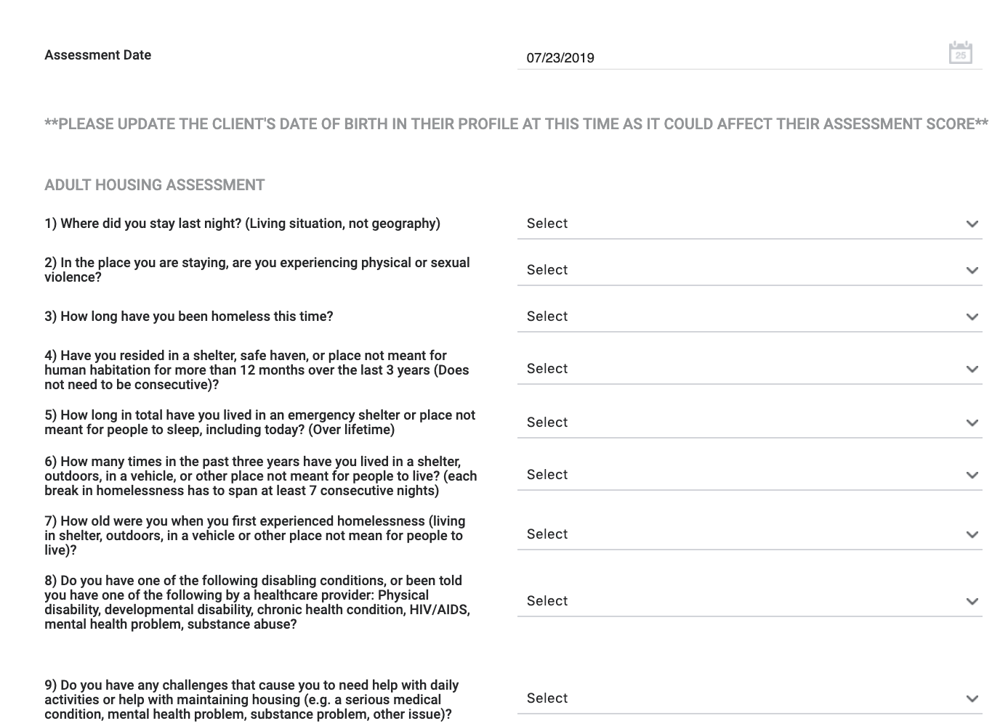 Assessment Date
07/23/2019
25
**PLEASE UPDATE THE CLIENT'S DATE OF BIRTH IN THEIR PROFILE AT THIS TIME AS IT COULD AFFECT THEIR ASSESSMENT SCORE**
ADULT HOUSING ASSESSMENT
1) Where did you stay last night? (Living situation, not geography)
Select
2) In the place you are staying, are you experiencing physical or sexual
violence?
Select
3) How long have you been homeless this time?
Select
4) Have you resided in a shelter, safe haven, or place not meant for
human habitation for more than 12 months over the last 3 years (Does
not need to be consecutive)?
Select
5) How long in total have you lived in an emergency shelter or place not
meant for people to sleep, including today? (Over lifetime)
Select
6) How many times in the past three years have you lived in a shelter,
outdoors, in a vehicle, or other place not meant for people to live? (each
break in homelessness has to span at least 7 consecutive nights)
Select
7) How old were you when you first experienced homelessness (living
in shelter, outdoors, in a vehicle or other place not mean for people to
live)?
Select
8) Do you have one of the following disabling conditions, or been told
you have one of the following by a healthcare provider: Physical
disability, developmental disability, chronic health condition, HIV/AIDS,
mental health problem, substance abuse?
Select
9) Do you have any challenges that cause you to need help with daily
activities or help with maintaining housing (e.g. a serious medical
condition, mental health problem, substance problem, other issue)?
Select